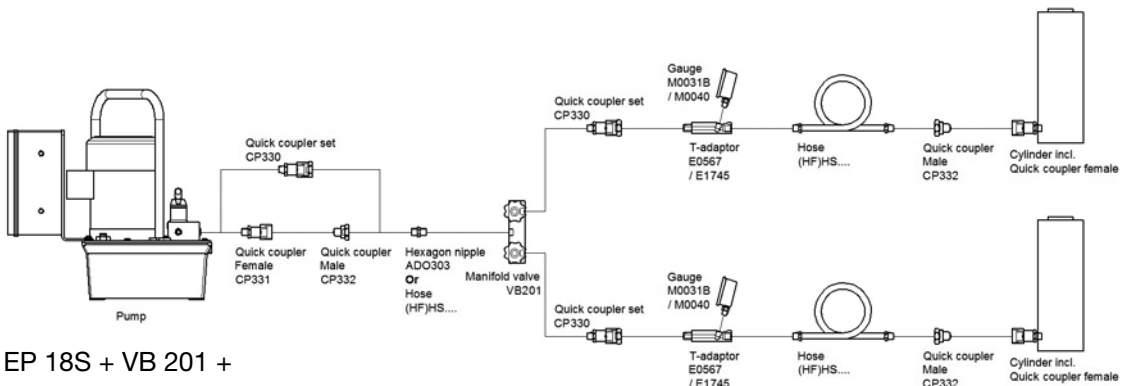 Quick coupler set
CP330
Pump
Quick coupler
Female
CP331
Quick coupler
Male
CP332
Hexagon nipple
ADO303
Or
Hose
(HF)HS....
Manifold valve
VB201
Quick coupler set
CP330
Gauge
M0031B
/ M0040
T-adaptor
E0567
/ E1745
Hose
(HF)HS....
Quick coupler
Male
CP332
Cylinder incl.
Quick coupler female
Quick coupler set
CP330
Gauge
M0031B
/ M0040
T-adaptor
E0567
/ E1745
Hose
(HF)HS....
Quick coupler
Male
CP332
Cylinder incl.
Quick coupler female
EP 18S + VB 201 +